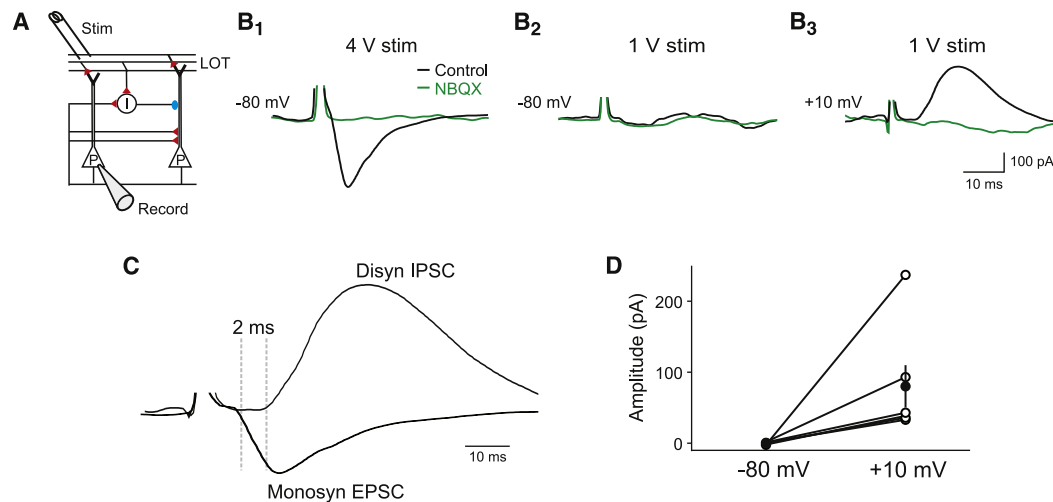 A
Stim
LOT
I
P
P
Record
B1
4 V stim
Control
NBQX
-80 mV
B2
1 V stim
-80 mV
B3
1 V stim
+10 mV
100 pA
10 ms
C
Disyn IPSC
2 ms
10 ms
Monosyn EPSC
D
Amplitude (pA)
200
100
0
-80 mV
+10 mV